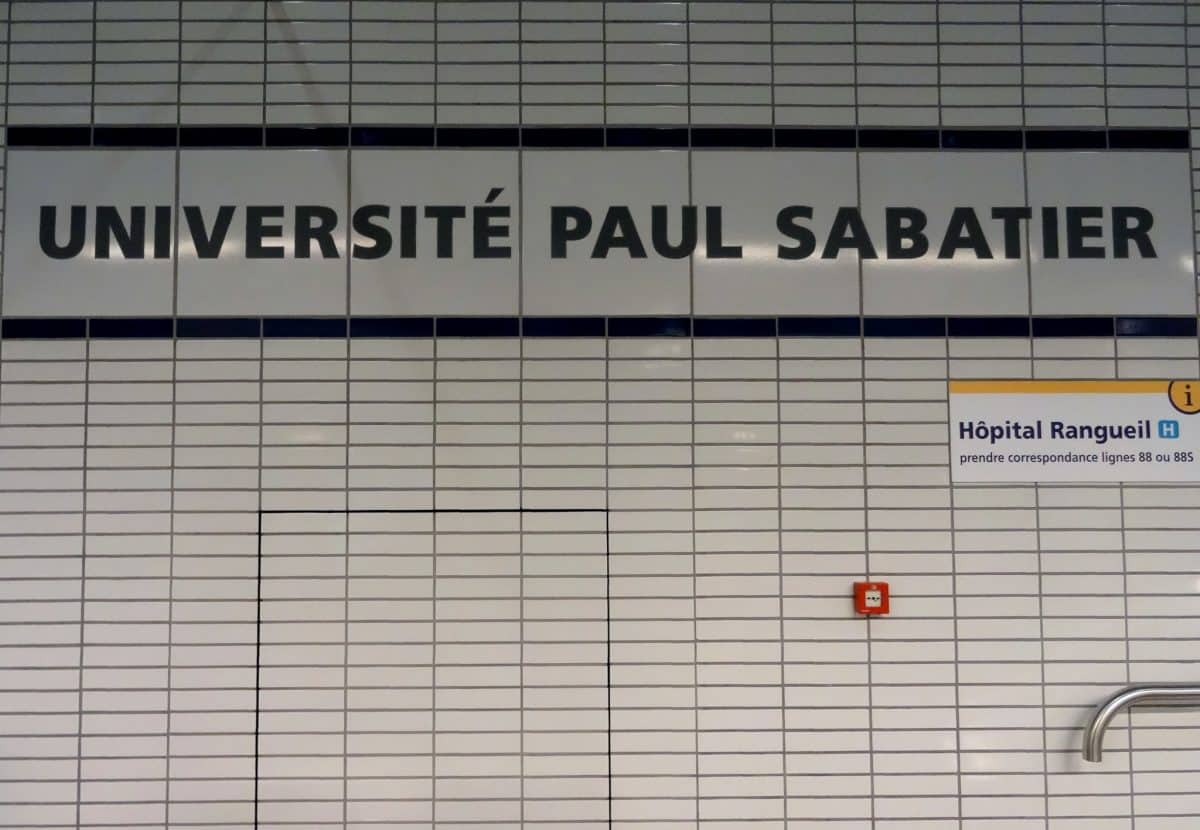 UNIVERSITÉ PAUL SABATIER
i
Hôpital Rangueil H
prendre correspondance lignes 88 ou 88S